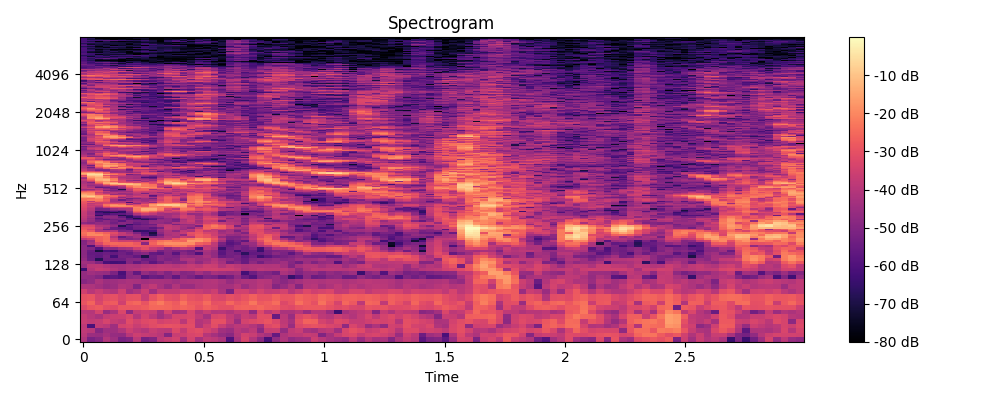 Spectrogram
Hz
4096
2048
1024
512
256
128
64
0
0
0.5
1
1.5
2
2.5
Time
-10 dB
-20 dB
-30 dB
-40 dB
-50 dB
-60 dB
-70 dB
-80 dB